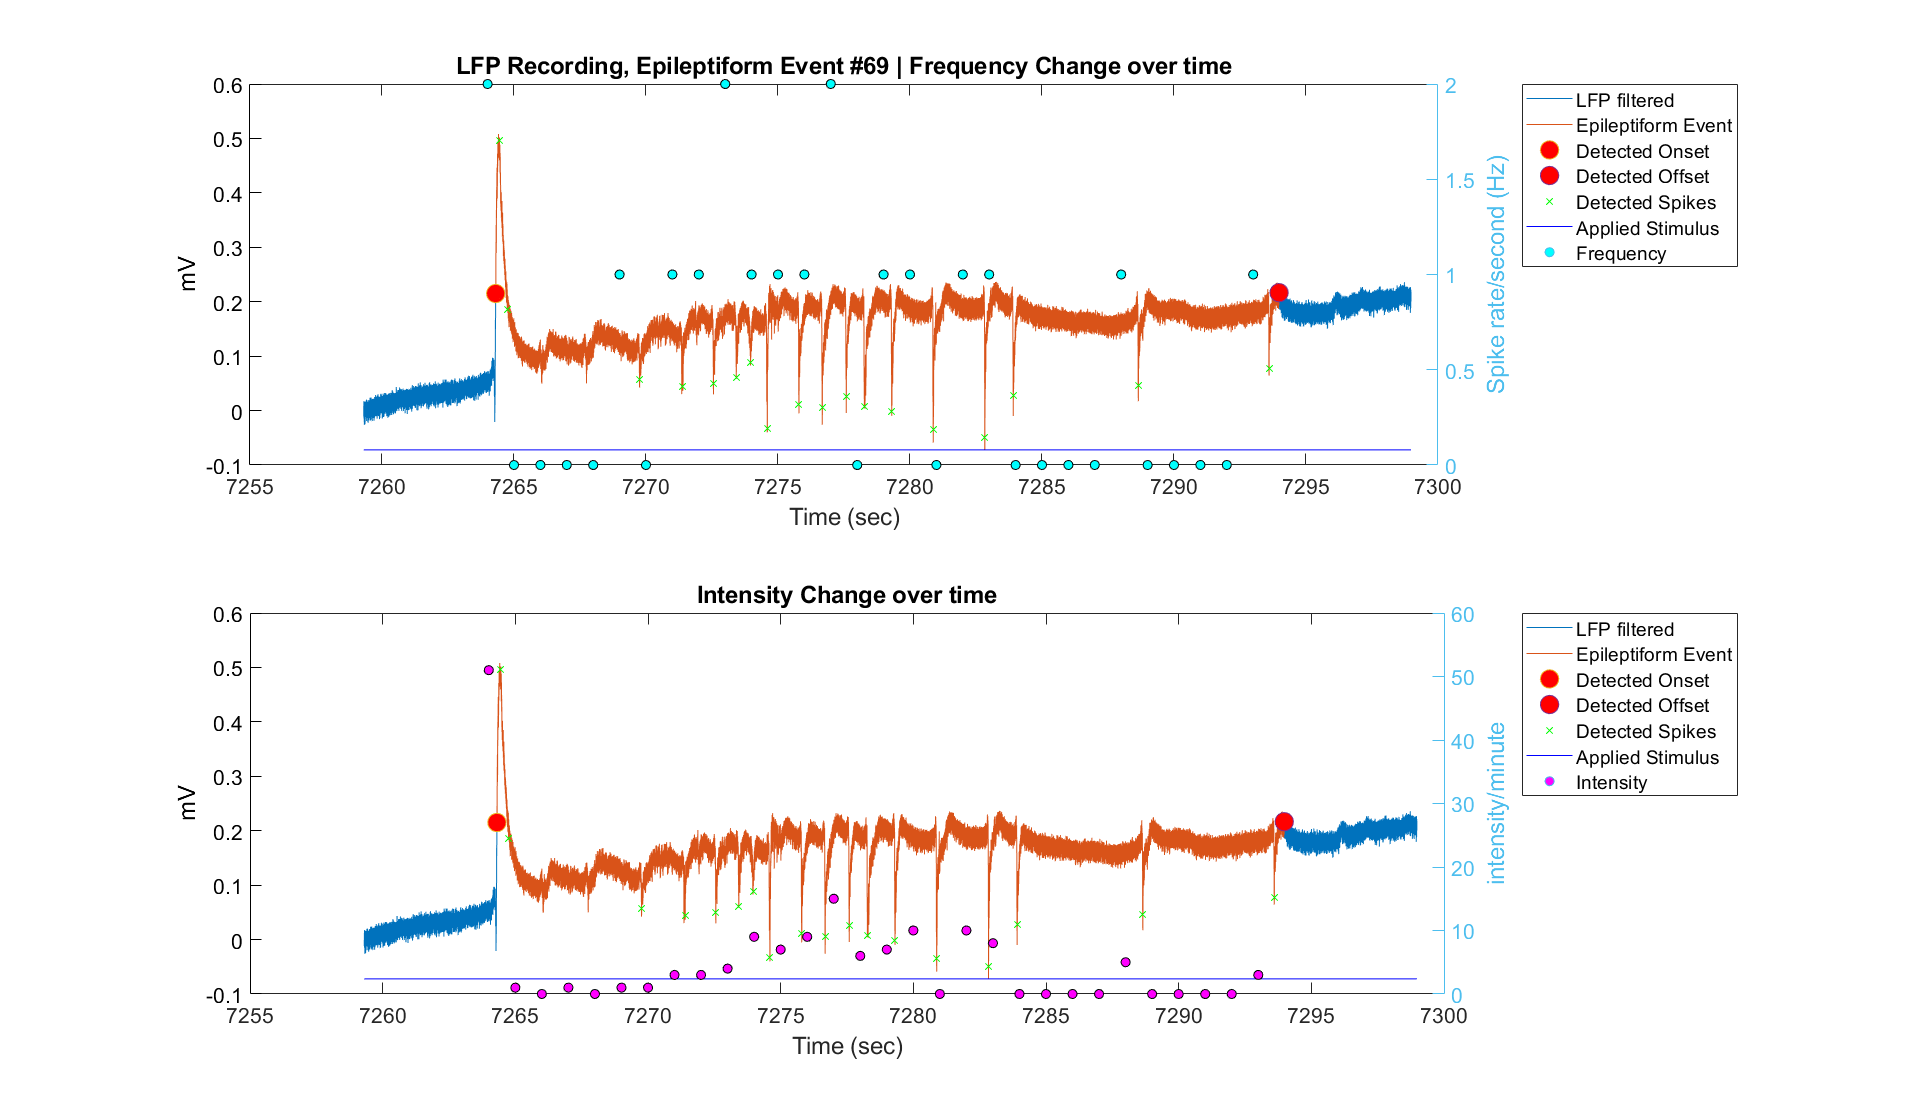 LFP Recording, Epileptiform Event #69 | Frequency Change over time
0.6
0.5
0.4
0.3
0.2
0.1
0
-0.1
mV
2
1.5
1
0.5
0
Spike rate/second (Hz)
7255 7260 7265 7270 7275 7280 7285 7290 7295 7300
Time (sec)
LFP filtered
Epileptiform Event
Detected Onset
Detected Offset
Detected Spikes
Applied Stimulus
Frequency
Intensity Change over time
0.6
0.5
0.4
0.3
0.2
0.1
0
-0.1
mV
60
50
40
30
20
10
0
intensity/minute
7255 7260 7265 7270 7275 7280 7285 7290 7295 7300
Time (sec)
LFP filtered
Epileptiform Event
Detected Onset
Detected Offset
Detected Spikes
Applied Stimulus
Intensity